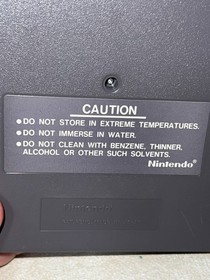 CAUTION
●DO NOT STORE IN EXTREME TEMPERATURES.
●DO NOT IMMERSE IN WATER.
●DO NOT CLEAN WITH BENZENE, THINNER,
ALCOHOL OR OTHER SUCH SOLVENTS.
Nintendo®